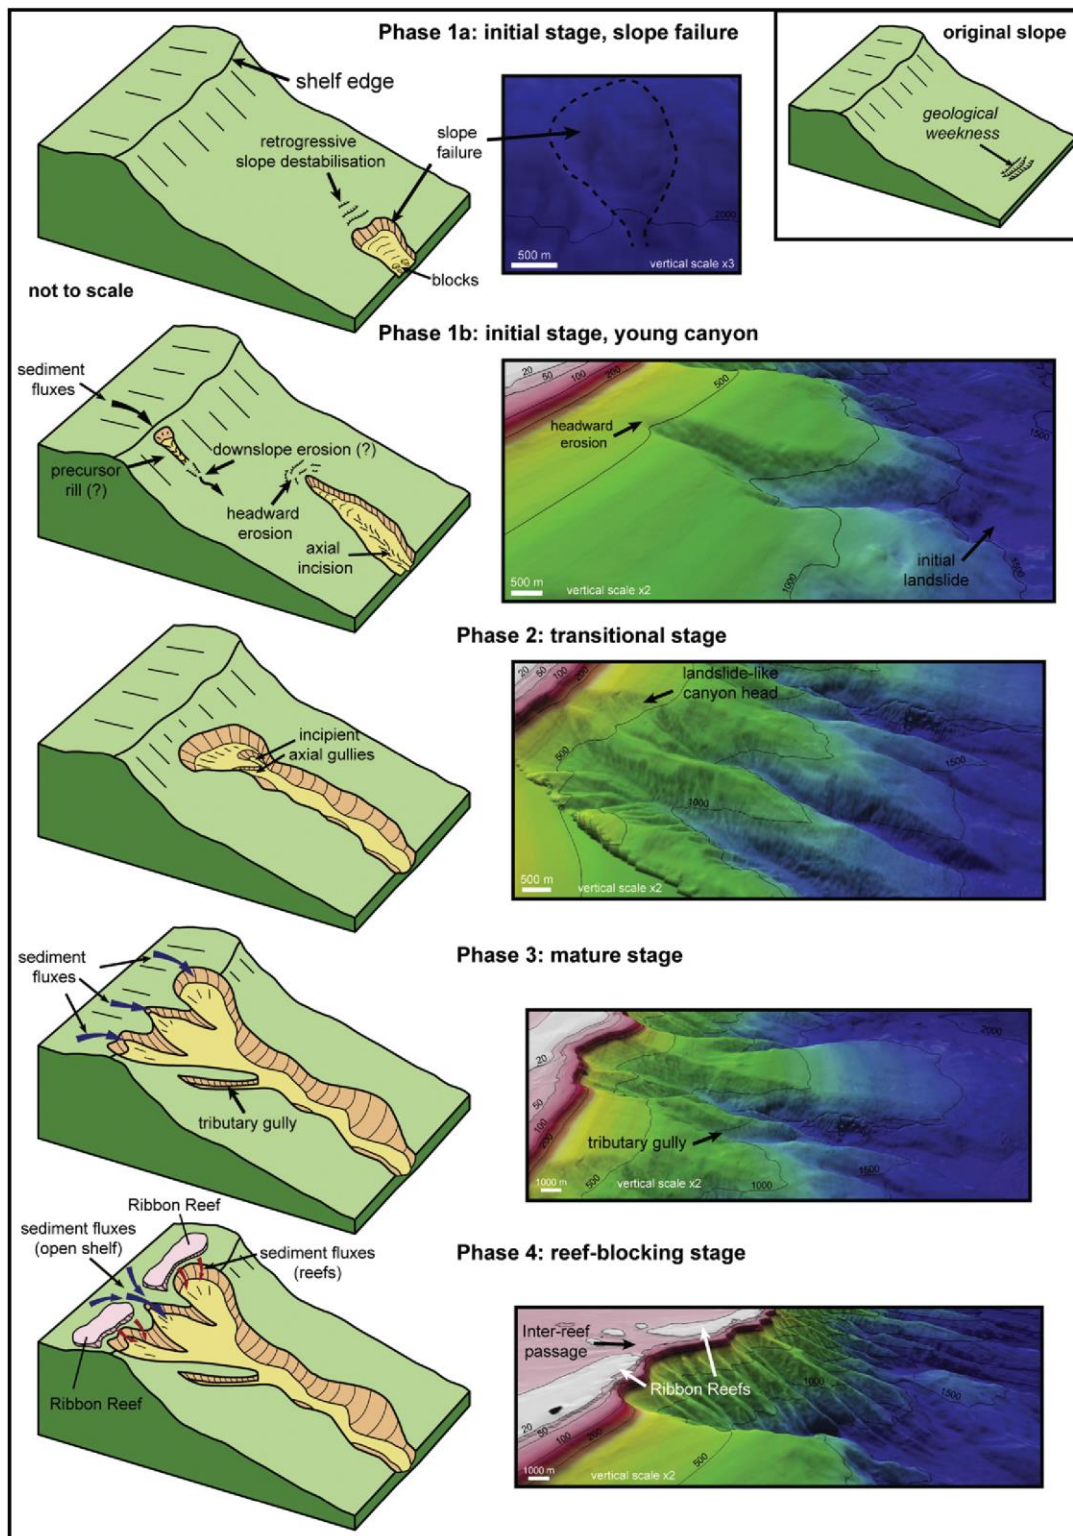 Phase 1a: initial stage, slope failure
original slope
shelf edge
geological
weekness
retrogressive
slope destabilisation
slope
failure
2000
500 m
vertical scale x3
blocks
not to scale
Phase 1b: initial stage, young canyon
sediment
fluxes
downslope erosion (?)
precursor
rill (?)
headward
erosion
axial
incision
20
50
100
200
500
headward
erosion
1500
initial
landslide
1000
1500
500 m
vertical scale x2
Phase 2: transitional stage
incipient
axial gullies
20
50
100
200
landslide-like
canyon head
500
1500
1000
500 m
vertical scale x2
Phase 3: mature stage
sediment
fluxes
tributary gully
20
50
100
200
2000
tributary gully
1500
1000 m
500
vertical scale x2
1000
Phase 4: reef-blocking stage
Ribbon Reef
sediment fluxes
(open shelf)
sediment fluxes
(reefs)
Ribbon Reef
Inter-reef
passage
Ribbon Reefs
1000
1500
20
50
100
200
500
1000 m
vertical scale x2